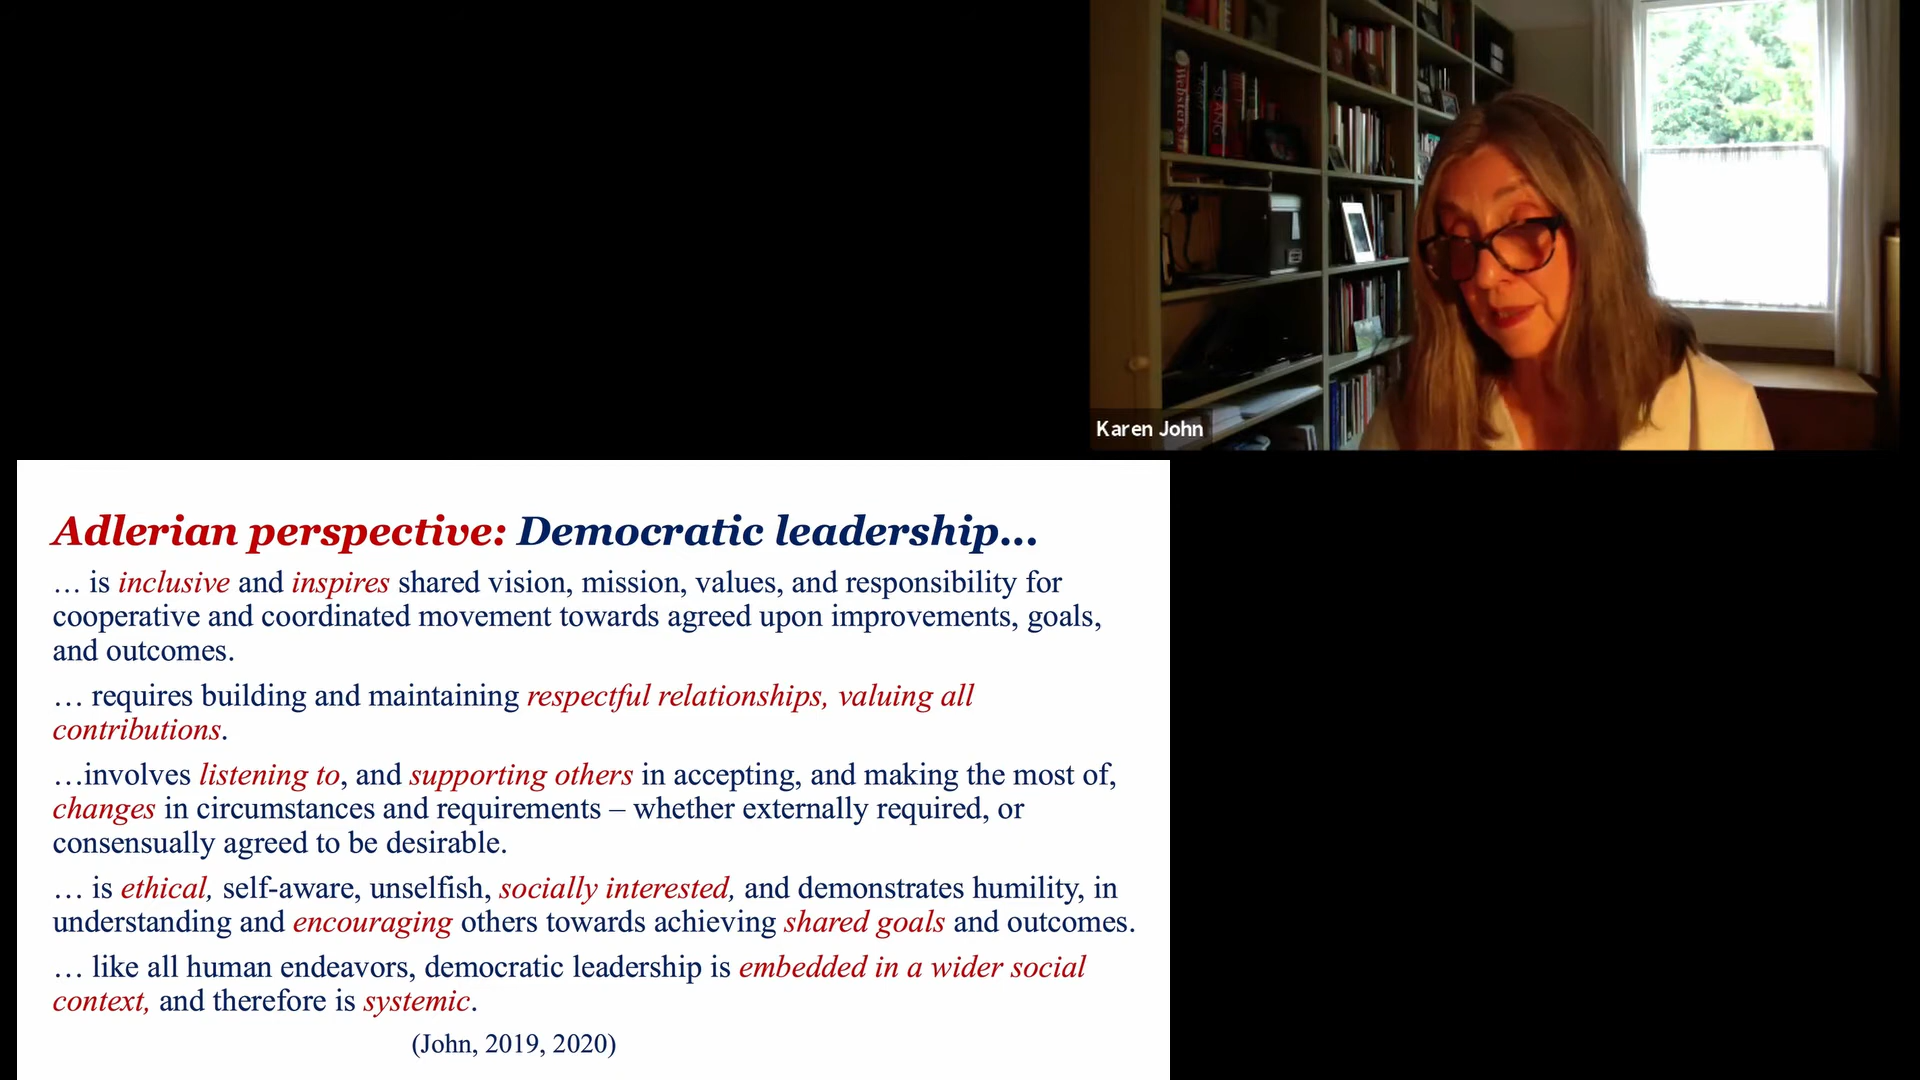 Webster's
SLANG
Karen John
Adlerian perspective: Democratic leadership...
… is inclusive and inspires shared vision, mission, values, and responsibility for
cooperative and coordinated movement towards agreed upon improvements, goals,
and outcomes.
… requires building and maintaining respectful relationships, valuing all
contributions.
…involves listening to, and supporting others in accepting, and making the most of,
changes in circumstances and requirements – whether externally required, or
consensually agreed to be desirable.
… is ethical, self-aware, unselfish, socially interested, and demonstrates humility, in
understanding and encouraging others towards achieving shared goals and outcomes.
… like all human endeavors, democratic leadership is embedded in a wider social
context, and therefore is systemic.
(John, 2019, 2020)